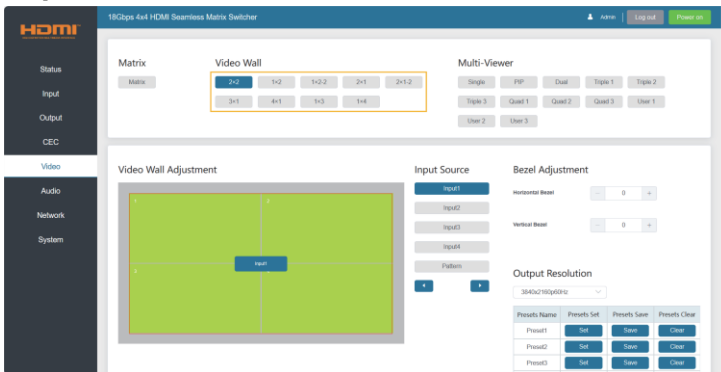 18Gbps 4x4 HDMI Seamless Matrix Switcher
Admin
Log out
Power on
HDMI
Status
Input
Output
CEC
Video
Audio
Network
System
Matrix
Matrix
Video Wall
2×2 1×2 1×2-2 2×1 2×1-2
3×1 4×1 1×3 1×4
Multi-Viewer
Single PIP Dual Triple 1 Triple 2
Triple 3 Quad 1 Quad 2 Quad 3 User 1
User 2 User 3
Video Wall Adjustment
1 2
Input1
3
Input Source
Input1
Input2
Input3
Input4
Pattern
Bezel Adjustment
Horizontal Bezel - 0 +
Vertical Bezel - 0 +
Output Resolution
3840x2160p60Hz
Presets Name Presets Set Presets Save Presets Clear
Preset1 Set Save Clear
Preset2 Set Save Clear
Preset3 Set Save Clear